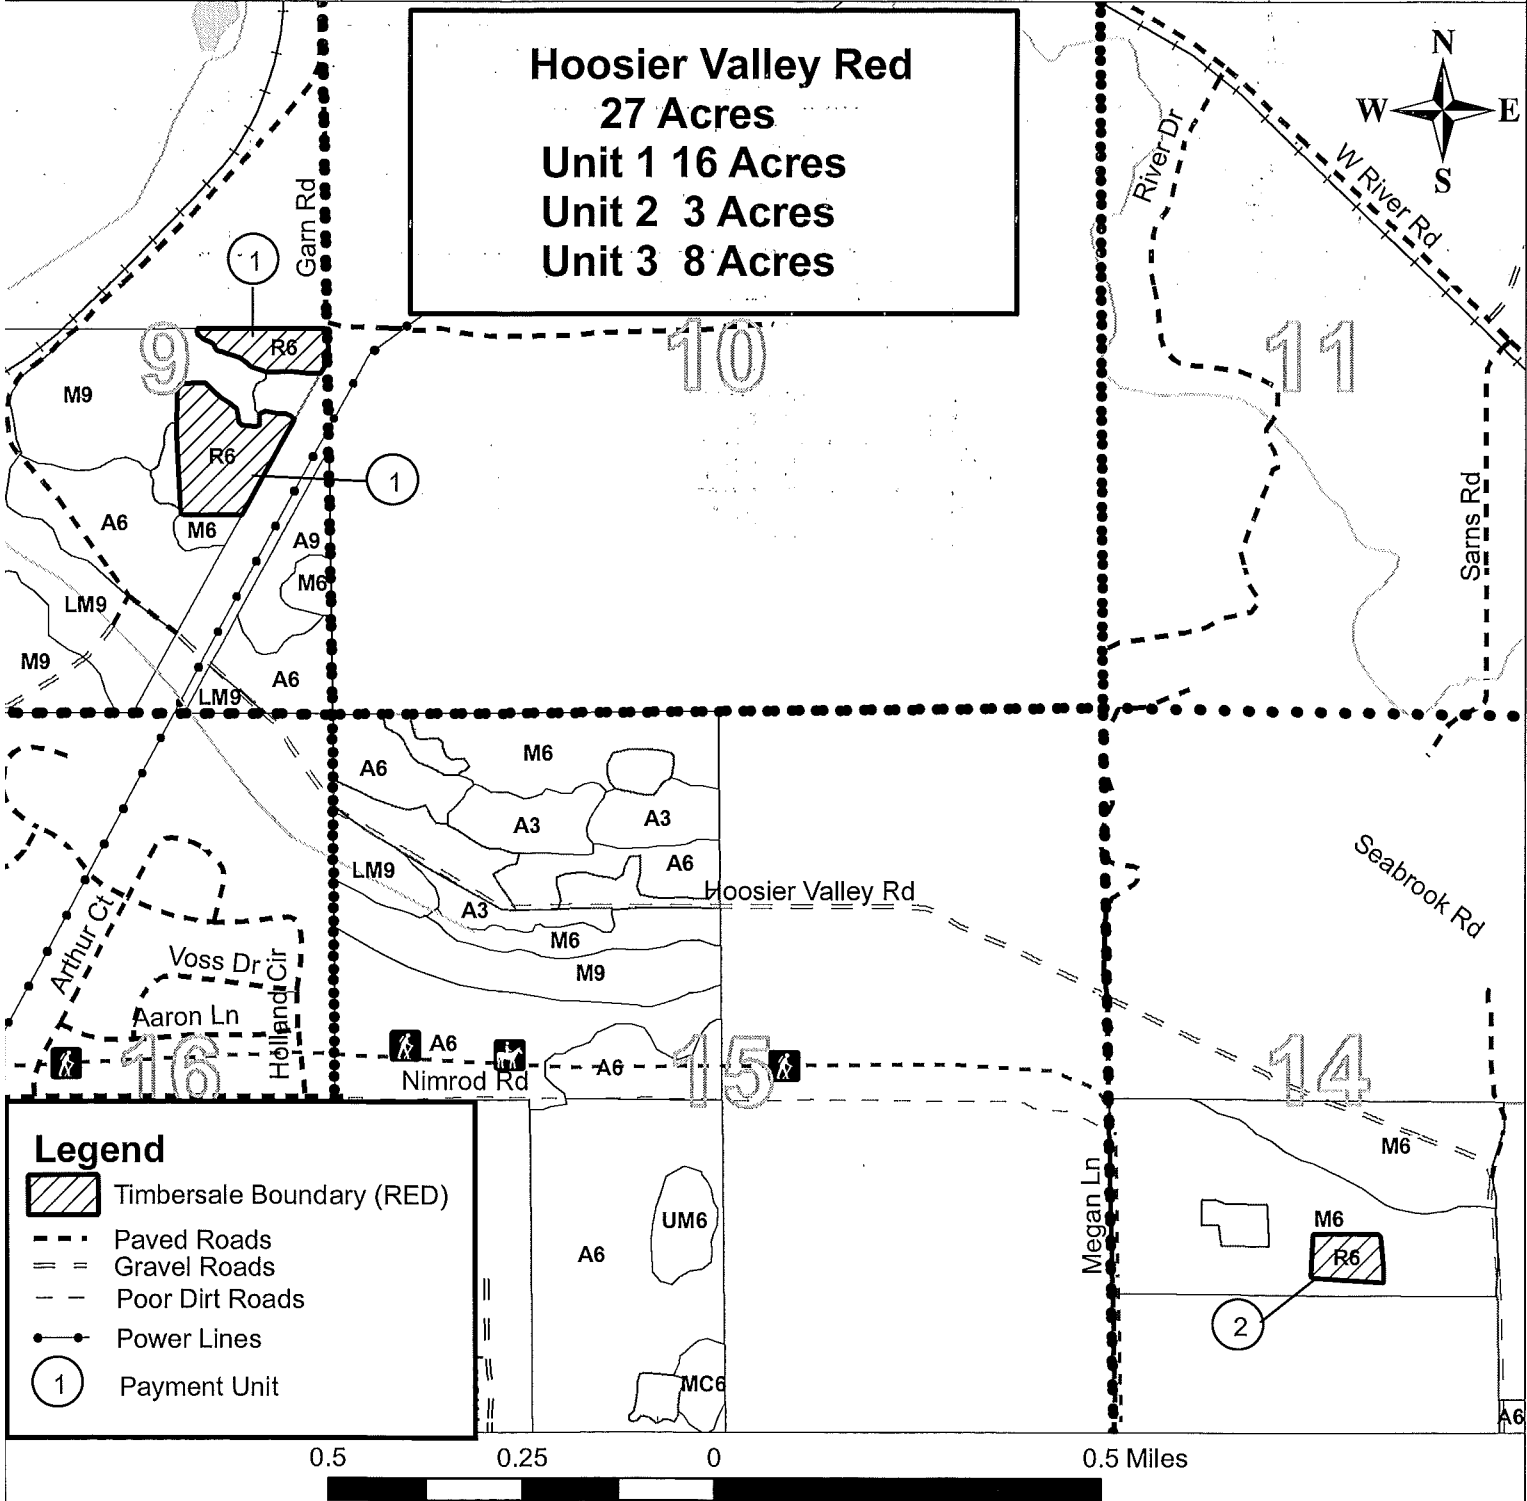 Hoosier Valley Red
27 Acres
Unit 1 16 Acres
Unit 2 3 Acres
Unit 3 8 Acres
N
W E
S
River Dr
W River Rd
Garn Rd
1
9
R6
10
11
M9
R6
1
A6
M6
A9
M6
Sarns Rd
LM9
M9
A6
LM9
M6
A6
A3
A3
A6
LM9
Hoosier Valley Rd
A3
M6
M9
Seabrook Rd
Arthur Ct
Voss Dr
Aaron Ln
Holland Cir
16
A6
A6
15
Nimrod Rd
14
M6
Megan Ln
UM6
A6
M6
R6
2
MC6
A6
Legend
Timbersale Boundary (RED)
Paved Roads
Gravel Roads
Poor Dirt Roads
Power Lines
1 Payment Unit
0.5 0.25 0 0.5 Miles